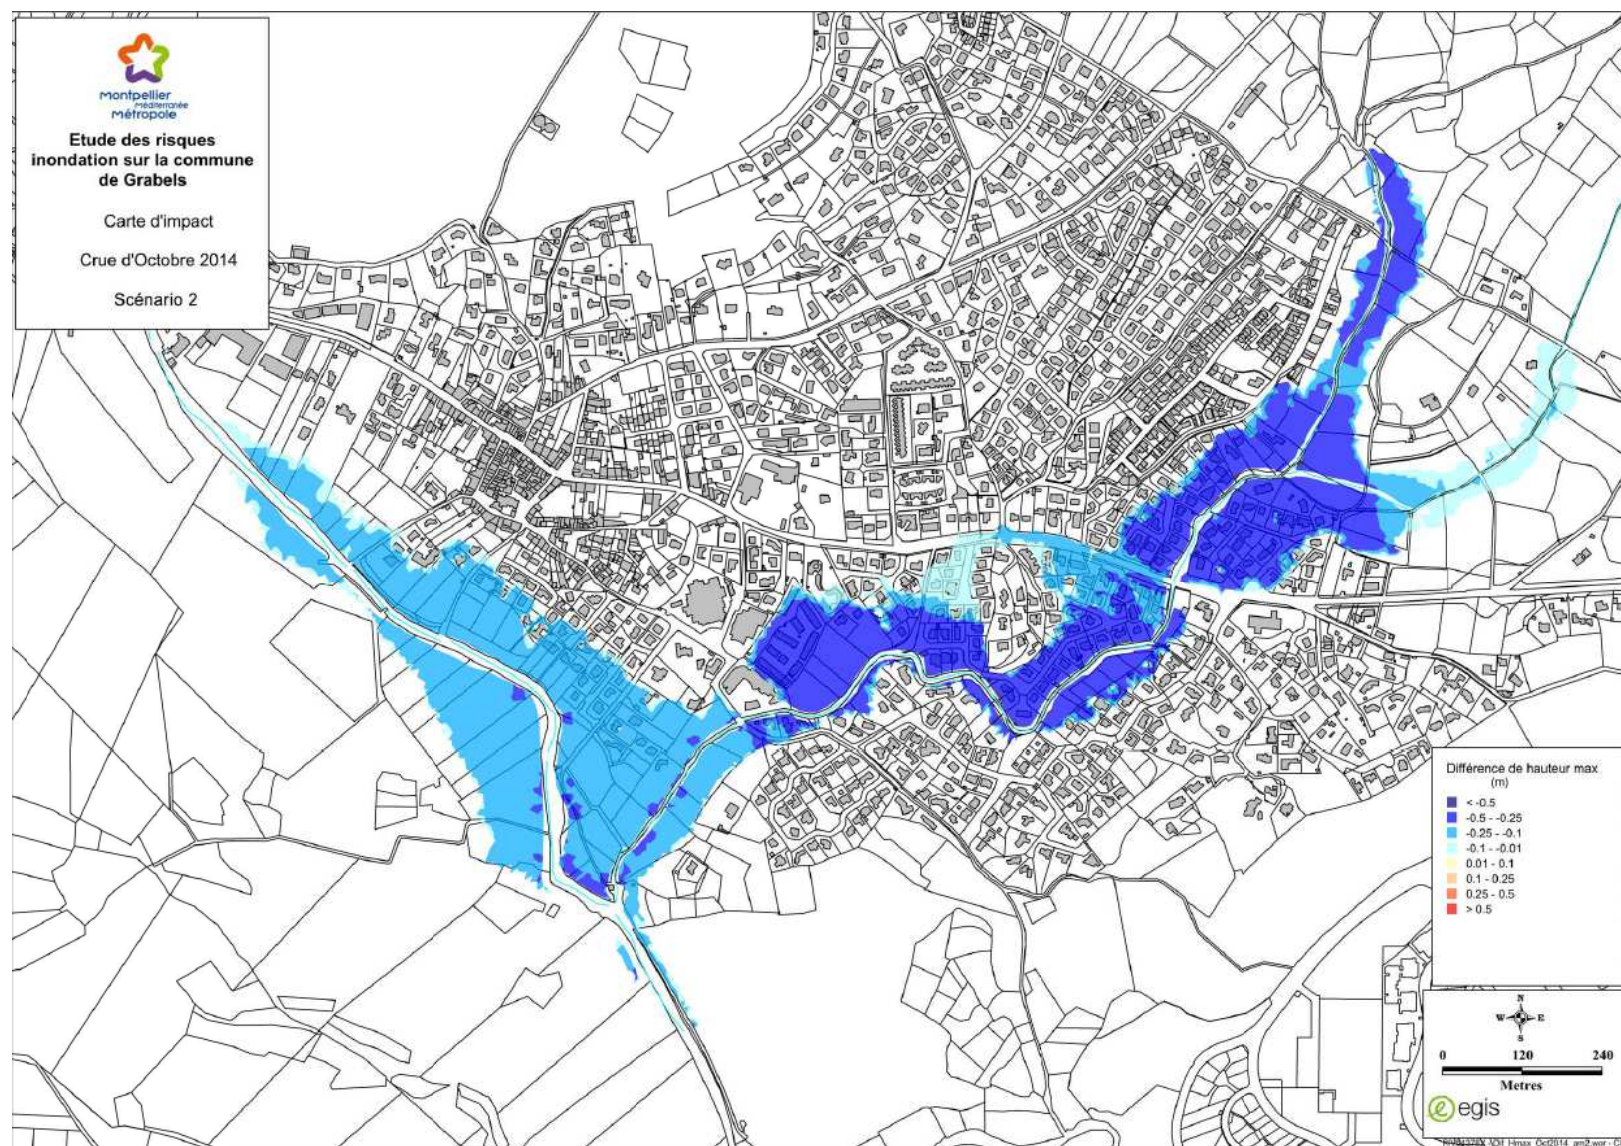 montpellier
Méditerranée
métropole
Etude des risques
inondation sur la commune
de Grabels
Carte d'impact
Crue d'Octobre 2014
Scénario 2
Différence de hauteur max
(m)
< -0.5
-0.5 - -0.25
-0.25 - -0.1
-0.1 - -0.01
0.01 - 0.1
0.1 - 0.25
0.25 - 0.5
> 0.5
N
W E
S
0 120 240
Metres
egis